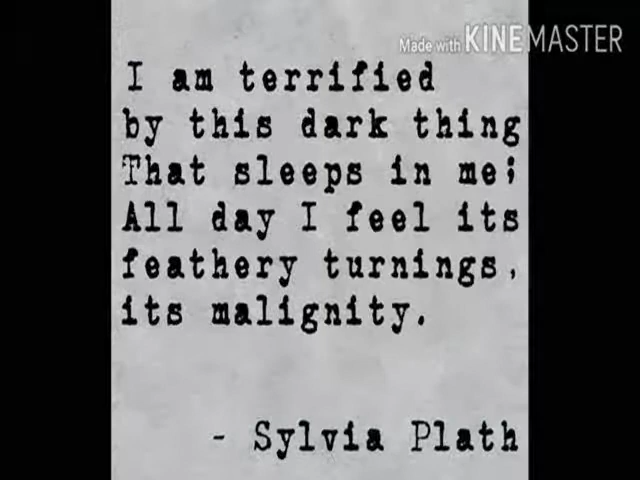 Made with KINEMASTER
I am terrified
by this dark thing
That sleeps in me;
All day I feel its
feathery turnings,
its malignity.
- Sylvia Plath